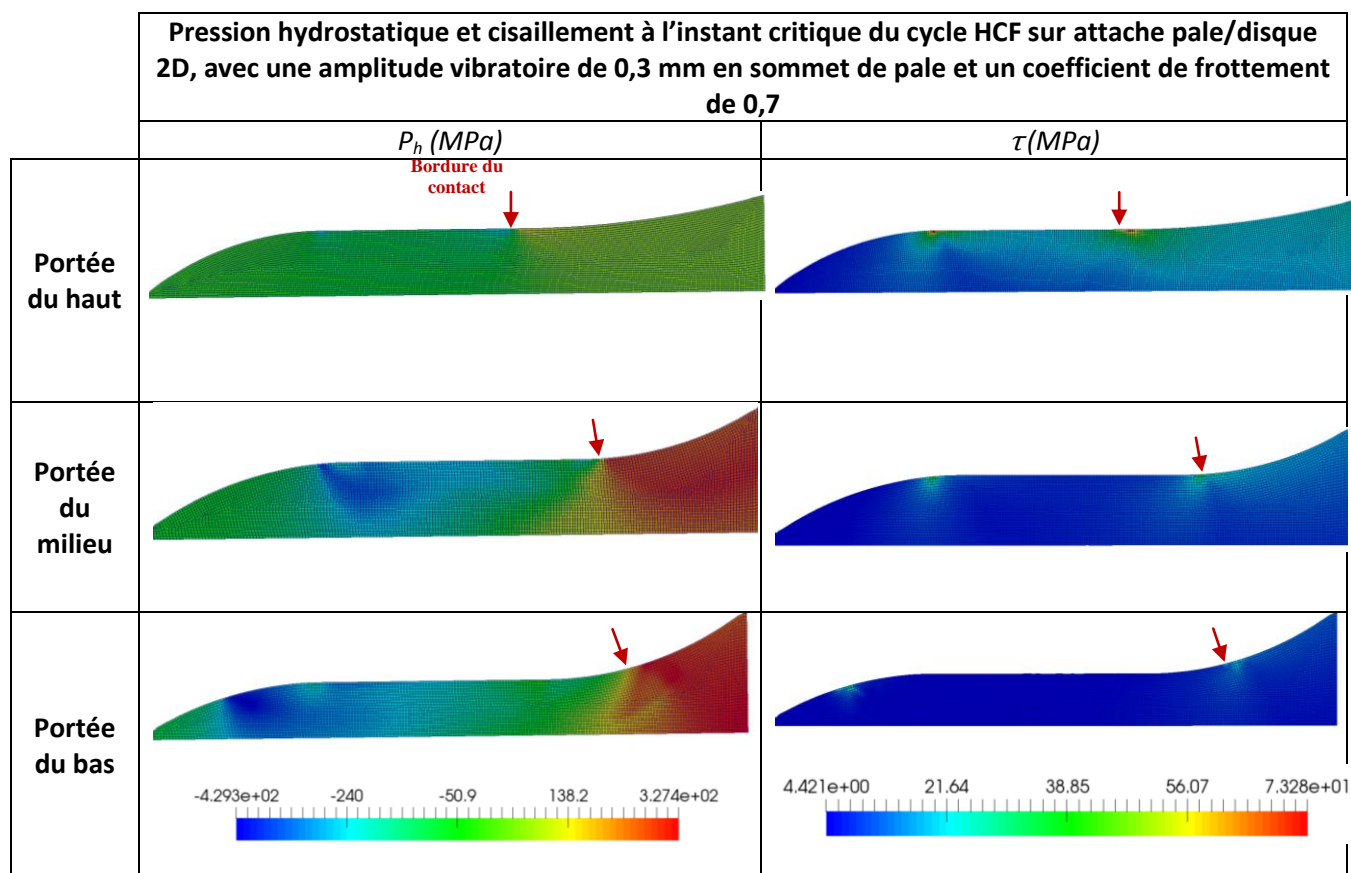 Pression hydrostatique et cisaillement à l’instant critique du cycle HCF sur attache pale/disque
2D, avec une amplitude vibratoire de 0,3 mm en sommet de pale et un coefficient de frottement
de 0,7
P_h (MPa)
τ(MPa)
Portée
du haut
Bordure du
contact
Portée
du
milieu
Portée
du bas
-4.293e+02 -240 -50.9 138.2 3.274e+02
4.421e+00 21.64 38.85 56.07 7.328e+01